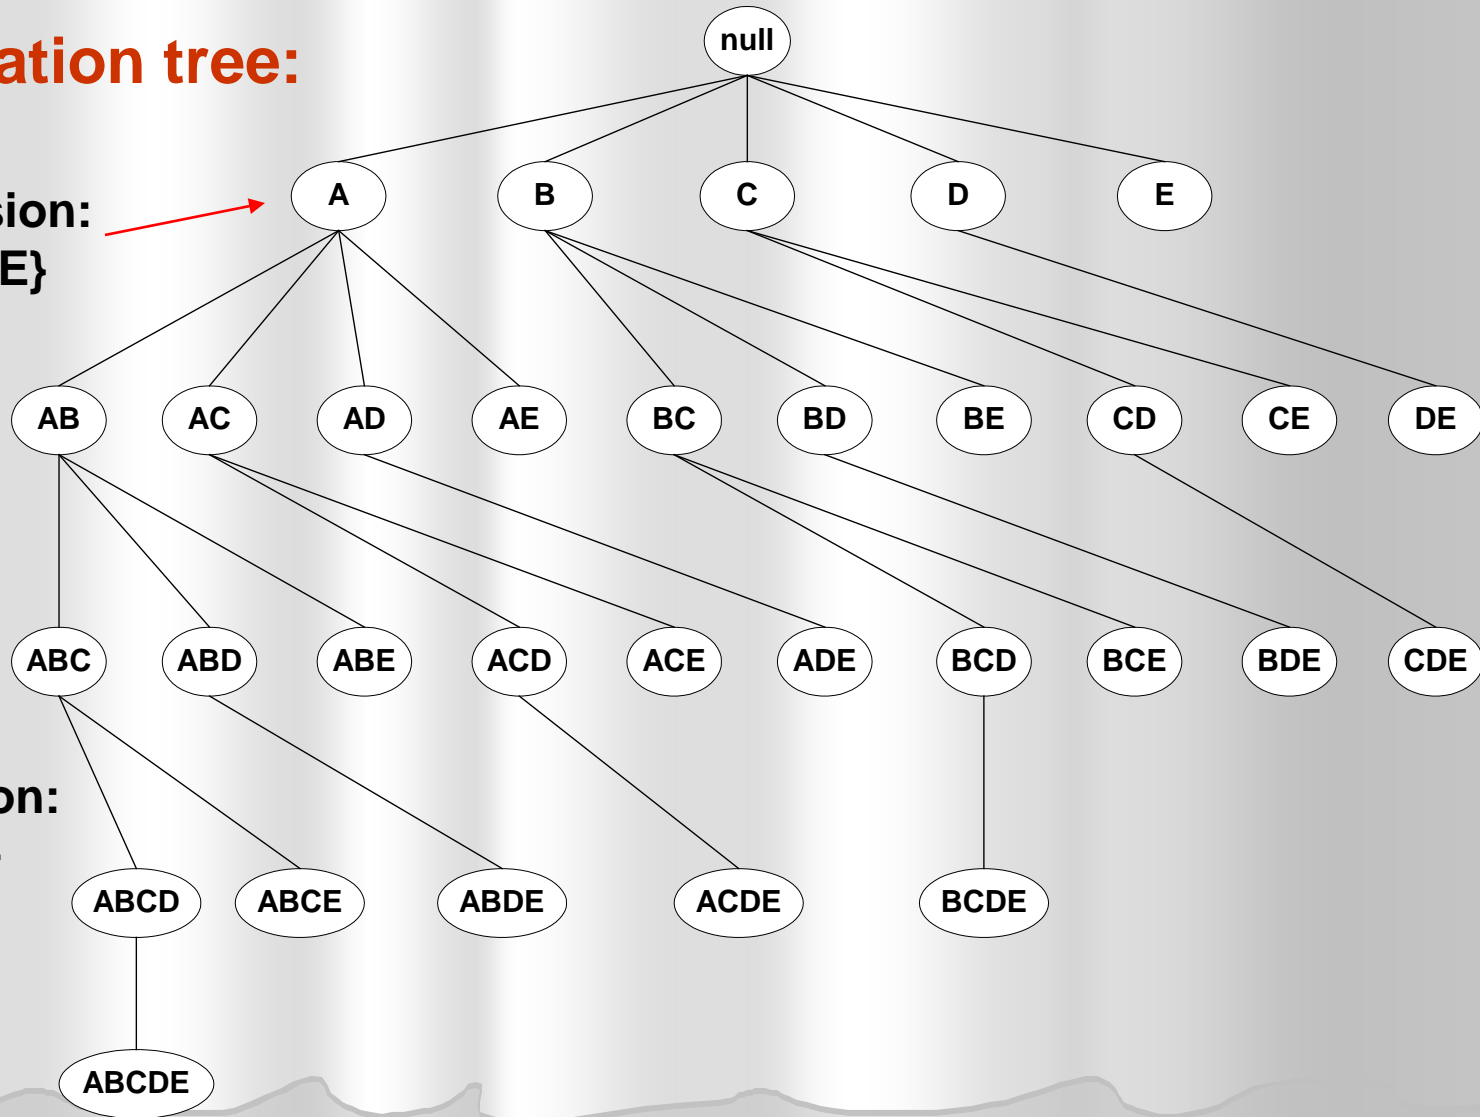 ation tree:
null
sion:
E}
A B C D E
AB AC AD AE BC BD BE CD CE DE
ABC ABD ABE ACD ACE ADE BCD BCE BDE CDE
on:
ABCD ABCE ABDE ACDE BCDE
ABCDE